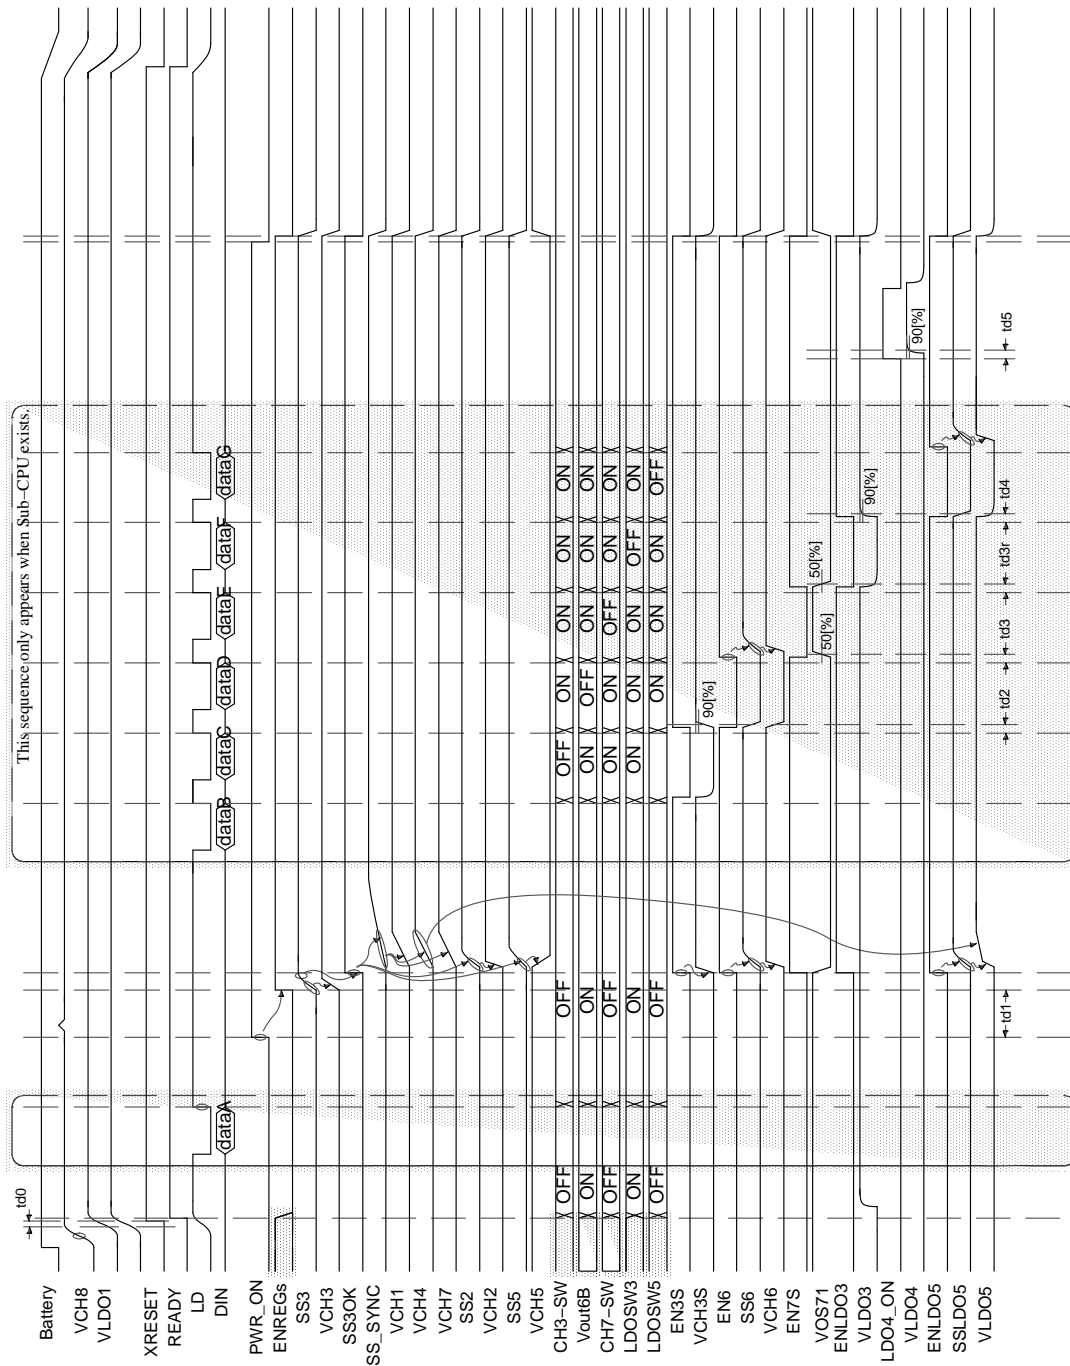 This sequence only appears when Sub−CPU exists.
td0
Battery
VCH8
VLDO1
XRESET
READY
LD
DIN dataA dataB dataC dataD dataE dataF dataG
PWR_ON
ENREGs
SS3
VCH3
SS3OK
SS_SYNC
VCH1
VCH4
VCH7
SS2
VCH2
SS5
VCH5
CH3−SW OFF OFF OFF ON ON ON ON
Vout6B ON ON ON OFF ON ON ON
CH7−SW OFF OFF ON ON OFF ON ON
LDOSW3 ON ON ON ON ON OFF ON
LDOSW5 OFF OFF ON ON ON OFF
EN3S
VCH3S 90[%]
EN6
SS6
VCH6
EN7S
VOS71 50[%] 50[%]
ENLDO3
VLDO3 90[%]
LDO4_ON
VLDO4 90[%]
ENLDO5
SSLDO5
VLDO5
td1 td2 td3 td3r td4 td5